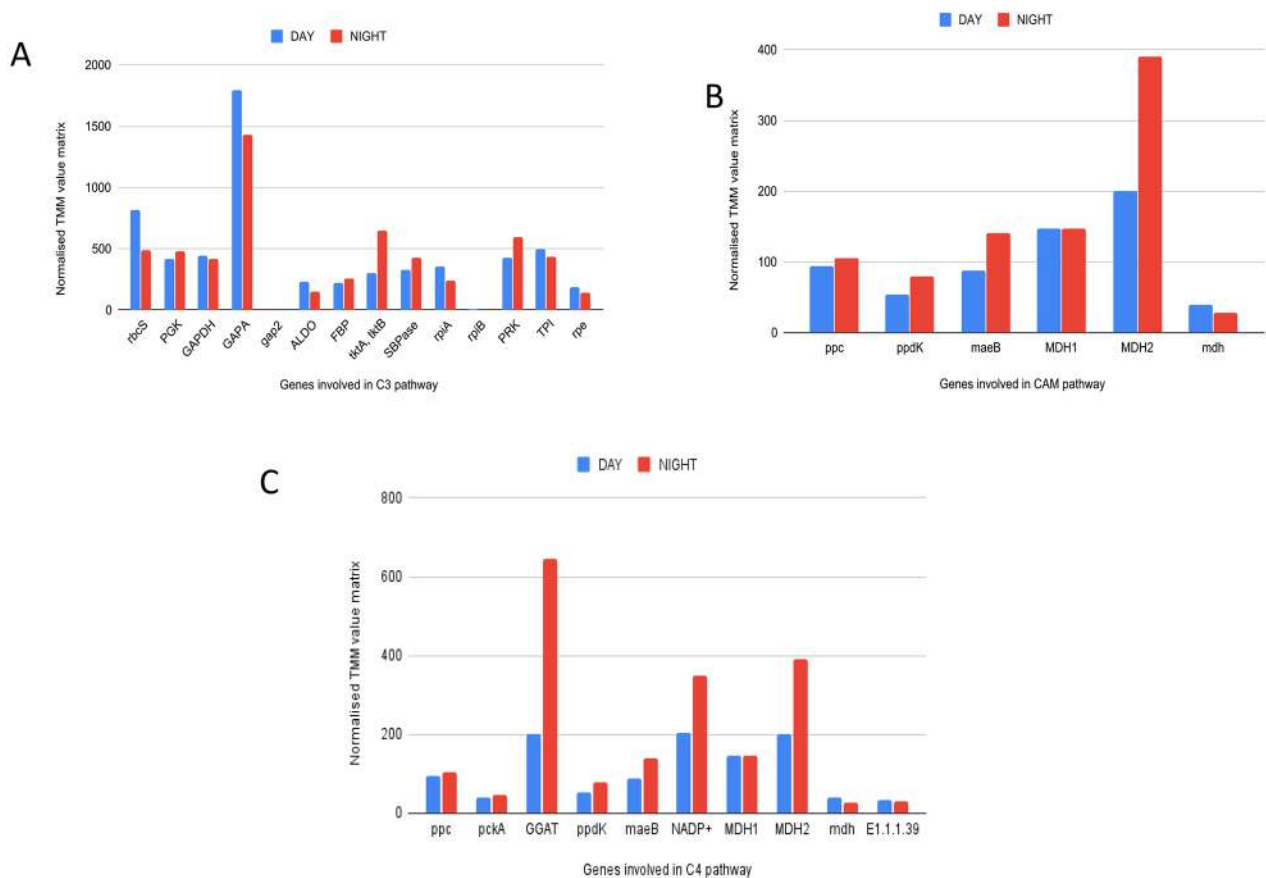 A
DAY NIGHT
Normalised TMM value matrix
2000
1500
1000
500
0
rbcS PGK GAPDH GAPA gap2 ALDO FBP tktA, tktB SBPase rpiA rpiB PRK TPI rpe
Genes involved in C3 pathway
B
DAY NIGHT
Normalised TMM value matrix
400
300
200
100
0
ppc ppdK maeB MDH1 MDH2 mdh
Genes involved in CAM pathway
C
DAY NIGHT
Normalised TMM value matrix
800
600
400
200
0
ppc pckA GGAT ppdK maeB NADP+ MDH1 MDH2 mdh E1.1.1.39
Genes involved in C4 pathway